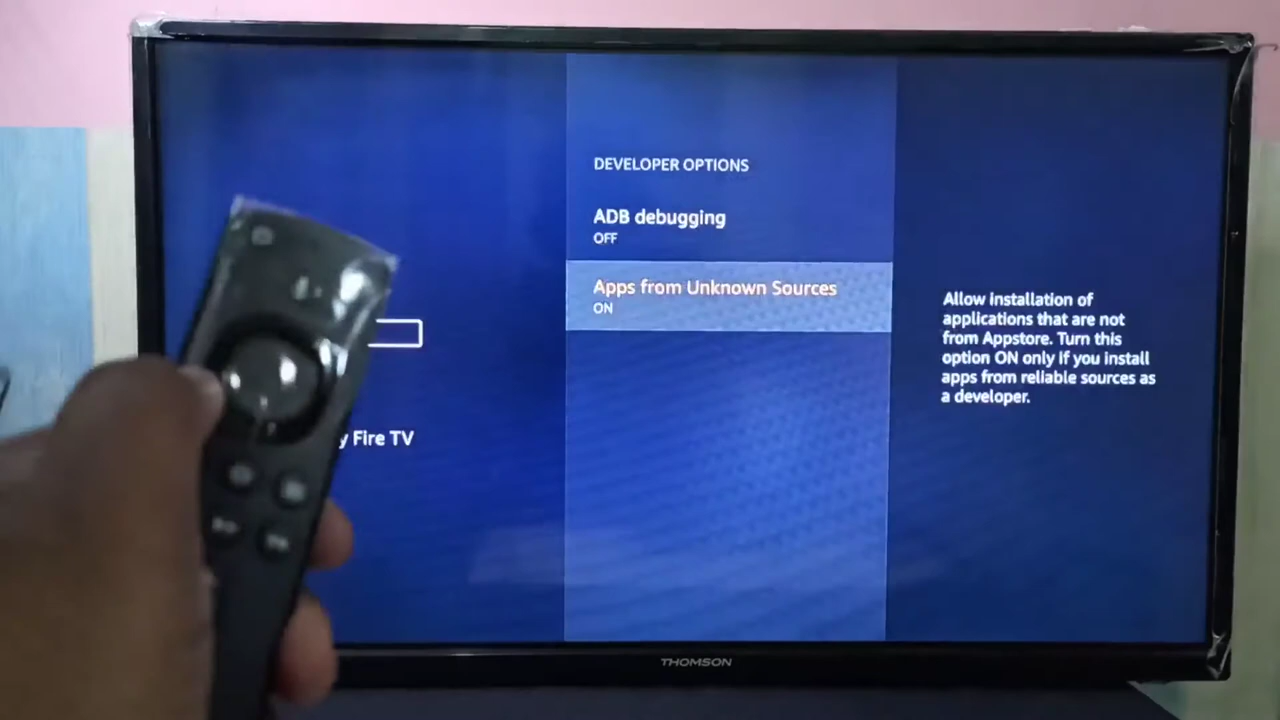 DEVELOPER OPTIONS
ADB debugging
OFF
Apps from Unknown Sources
ON
Allow installation of
applications that are not
from Appstore. Turn this
option ON only if you install
apps from reliable sources as
a developer.
y Fire TV
THOMSON